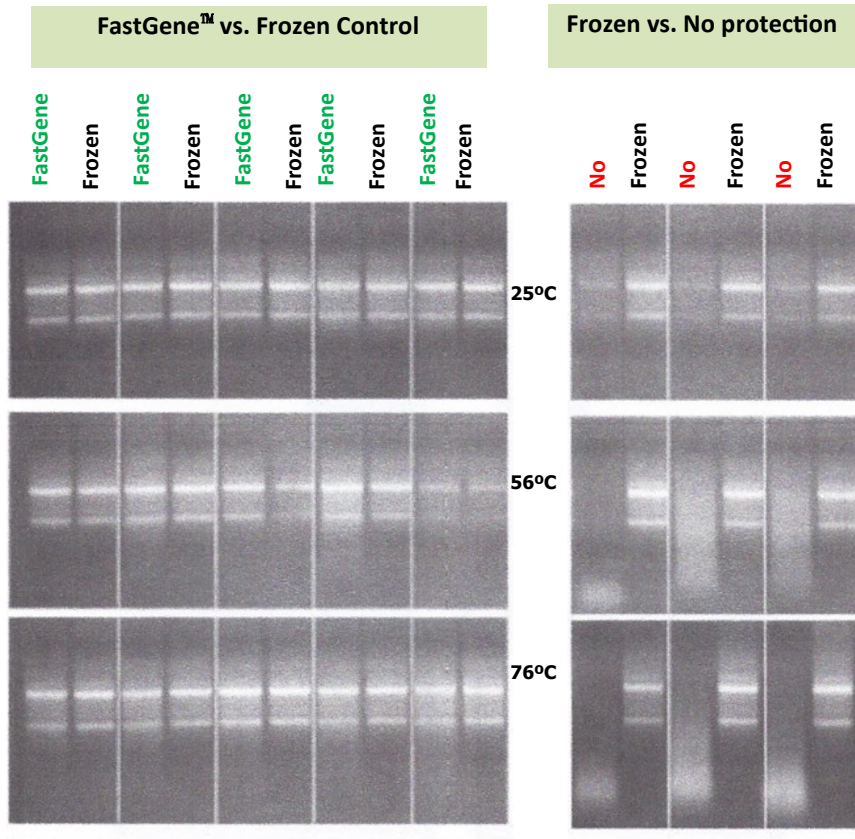 FastGene™ vs. Frozen Control
Frozen vs. No protection
FastGene
Frozen
FastGene
Frozen
FastGene
Frozen
FastGene
Frozen
FastGene
Frozen
No
Frozen
No
Frozen
No
Frozen
25ºC
56ºC
76ºC